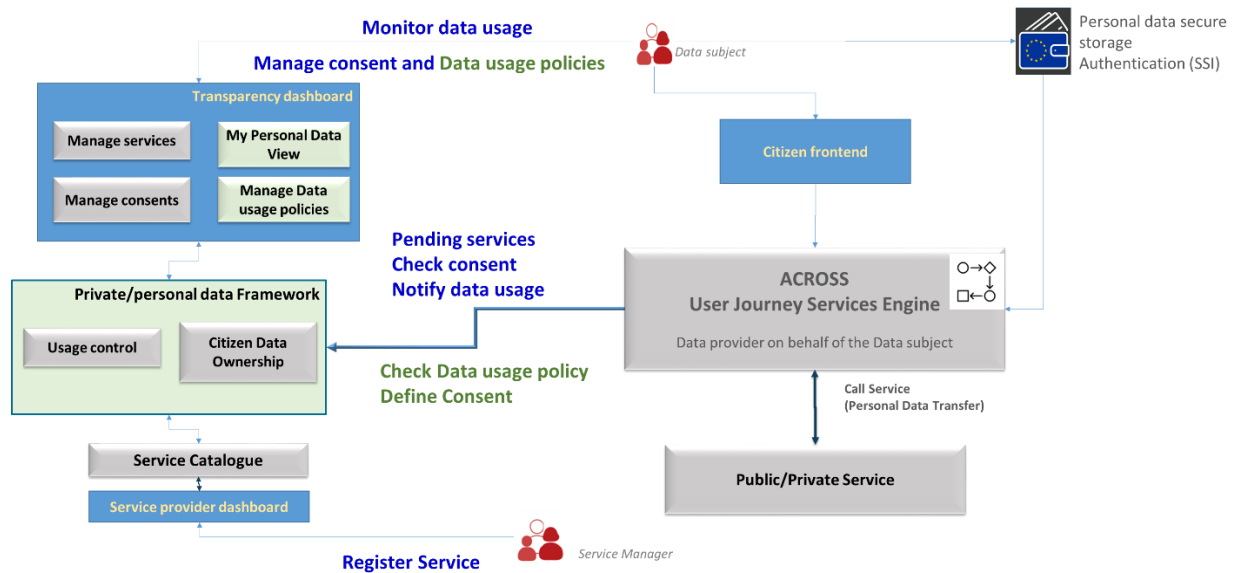 Monitor data usage
Manage consent and Data usage policies
Data subject
Personal data secure
storage
Authentication (SSI)
Transparency dashboard
Manage services
My Personal Data
View
Manage consents
Manage Data
usage policies
Citizen frontend
Pending services
Check consent
Notify data usage
ACROSS
User Journey Services Engine
Data provider on behalf of the Data subject
Private/personal data Framework
Usage control
Citizen Data
Ownership
Check Data usage policy
Define Consent
Call Service
(Personal Data Transfer)
Service Catalogue
Public/Private Service
Service provider dashboard
Service Manager
Register Service